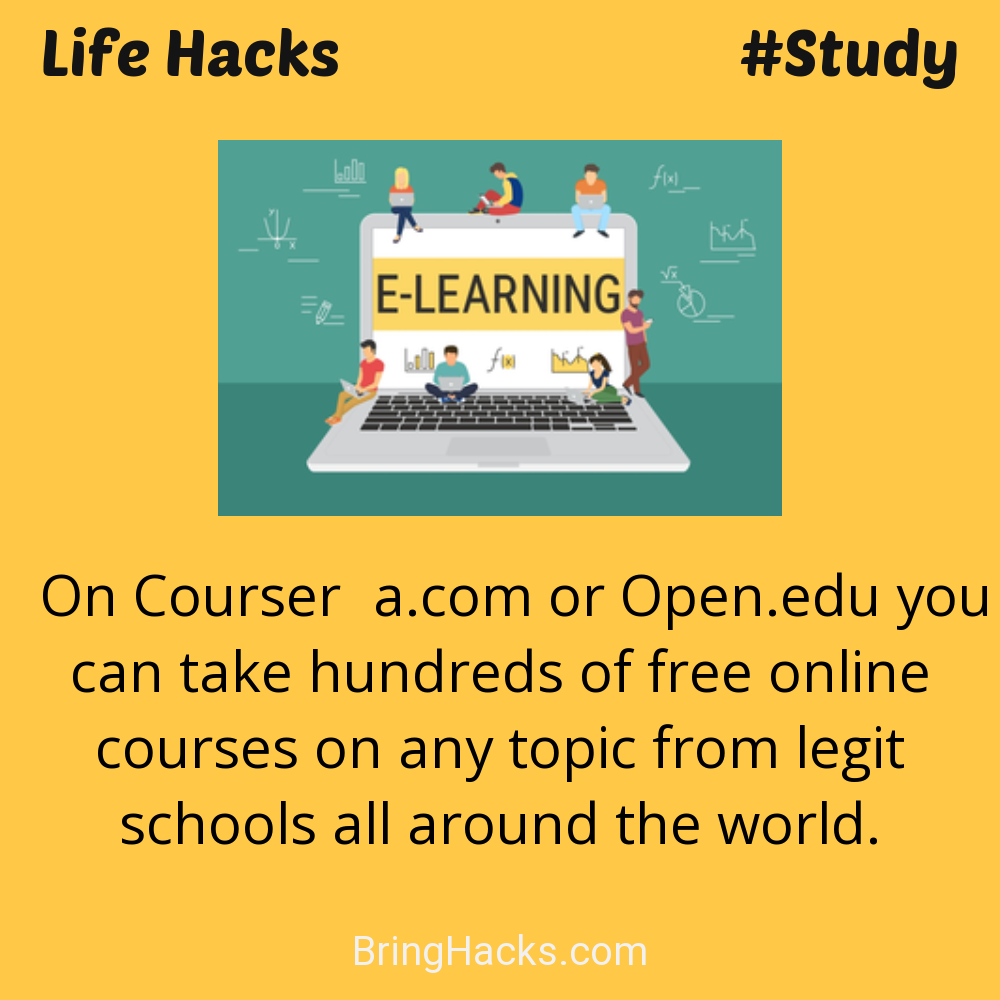 Life Hacks #Study
f(x)
y
0 x
√x
E-LEARNING
f(x)
On Courser  a.com or Open.edu you
can take hundreds of free online
courses on any topic from legit
schools all around the world.
BringHacks.com